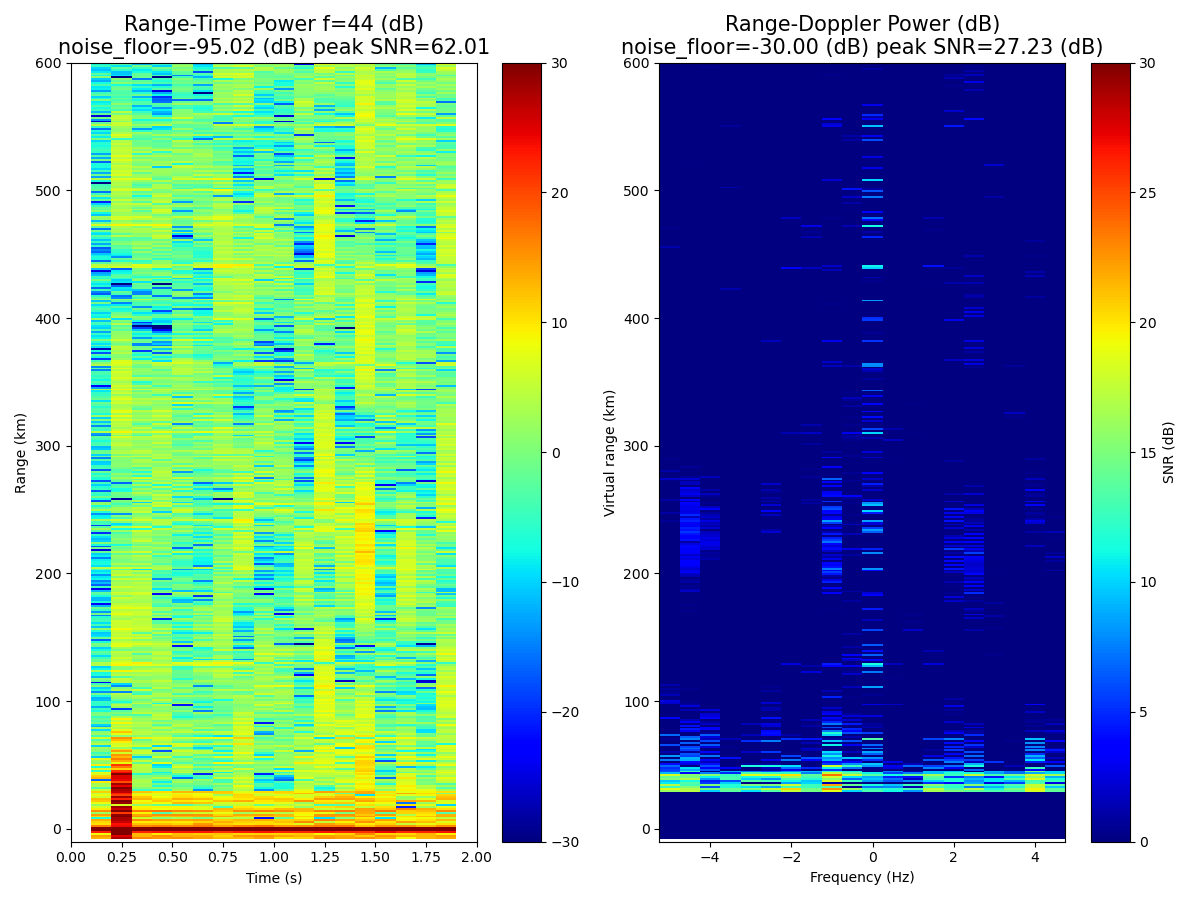 Range-Time Power f=44 (dB)
noise_floor=-95.02 (dB) peak SNR=62.01
Range (km)
600
500
400
300
200
100
0
0.00 0.25 0.50 0.75 1.00 1.25 1.50 1.75 2.00
Time (s)
30
20
10
0
−10
−20
−30
Range-Doppler Power (dB)
noise_floor=-30.00 (dB) peak SNR=27.23 (dB)
Virtual range (km)
600
500
400
300
200
100
0
−4 −2 0 2 4
Frequency (Hz)
30
25
20
15
10
5
0
SNR (dB)